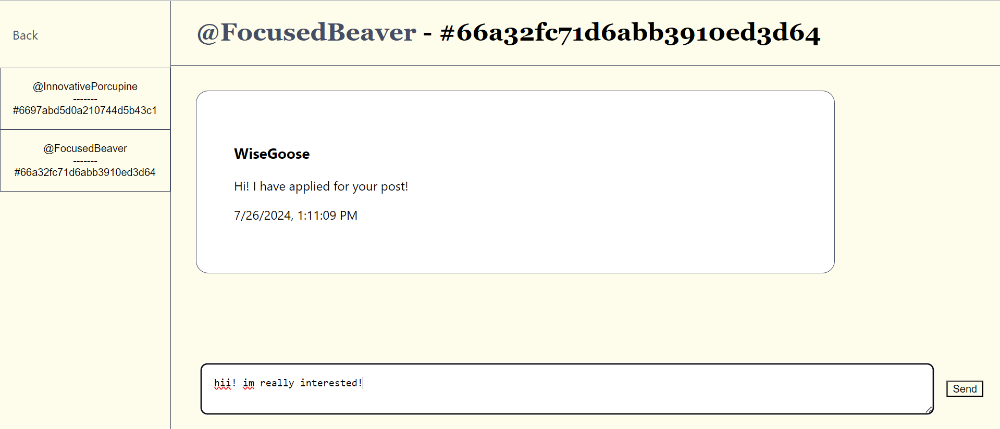 Back
@InnovativePorcupine
-------
#6697abd5d0a210744d5b43c1
@FocusedBeaver
-------
#66a32fc71d6abb3910ed3d64
@FocusedBeaver - #66a32fc71d6abb3910ed3d64
WiseGoose
Hi! I have applied for your post!
7/26/2024, 1:11:09 PM
hii! im really interested!
Send